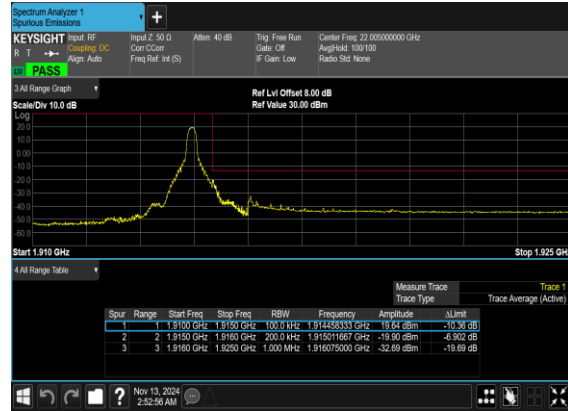 Spectrum Analyzer 1
Spurious Emissions
+
KEYSIGHT Input: RF Input Z: 50 Ω Atten: 40 dB Trig: Free Run Center Freq: 22.005000000 GHz
R T Coupling: DC Corr CCorr Gate: Off Avg|Hold: 100/100
Align: Auto Freq Ref: Int (S) IF Gain: Low Radio Std: None
PASS
3 All Range Graph
Ref Lvl Offset 8.00 dB
Scale/Div 10.0 dB Ref Value 30.00 dBm
Log
20.0
10.0
0.00
-10.0
-20.0
-30.0
-40.0
-50.0
-60.0
Start 1.910 GHz Stop 1.925 GH
4 All Range Table
Measure Trace Trace 1
Trace Type Trace Average (Active)
Spur Range Start Freq Stop Freq RBW Frequency Amplitude ΔLimit
1 1 1.9100 GHz 1.9150 GHz 100.0 kHz 1.914458333 GHz 19.64 dBm -10.36 dB
2 2 1.9150 GHz 1.9160 GHz 200.0 kHz 1.915011667 GHz -19.90 dBm -6.902 dB
3 3 1.9160 GHz 1.9250 GHz 1.000 MHz 1.916075000 GHz -32.69 dBm -19.69 dB
? Nov 13, 2024
2:52:56 AM